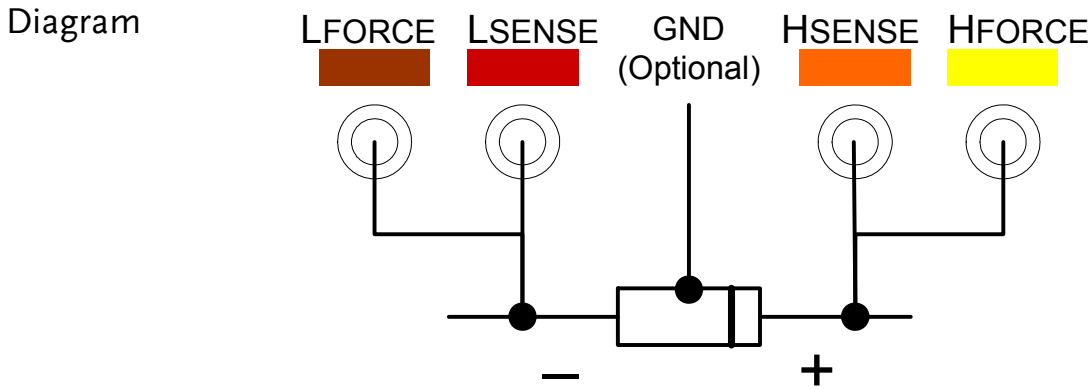 Diagram
LFORCE LSENSE GND HSENSE HFORCE
(Optional)
– +